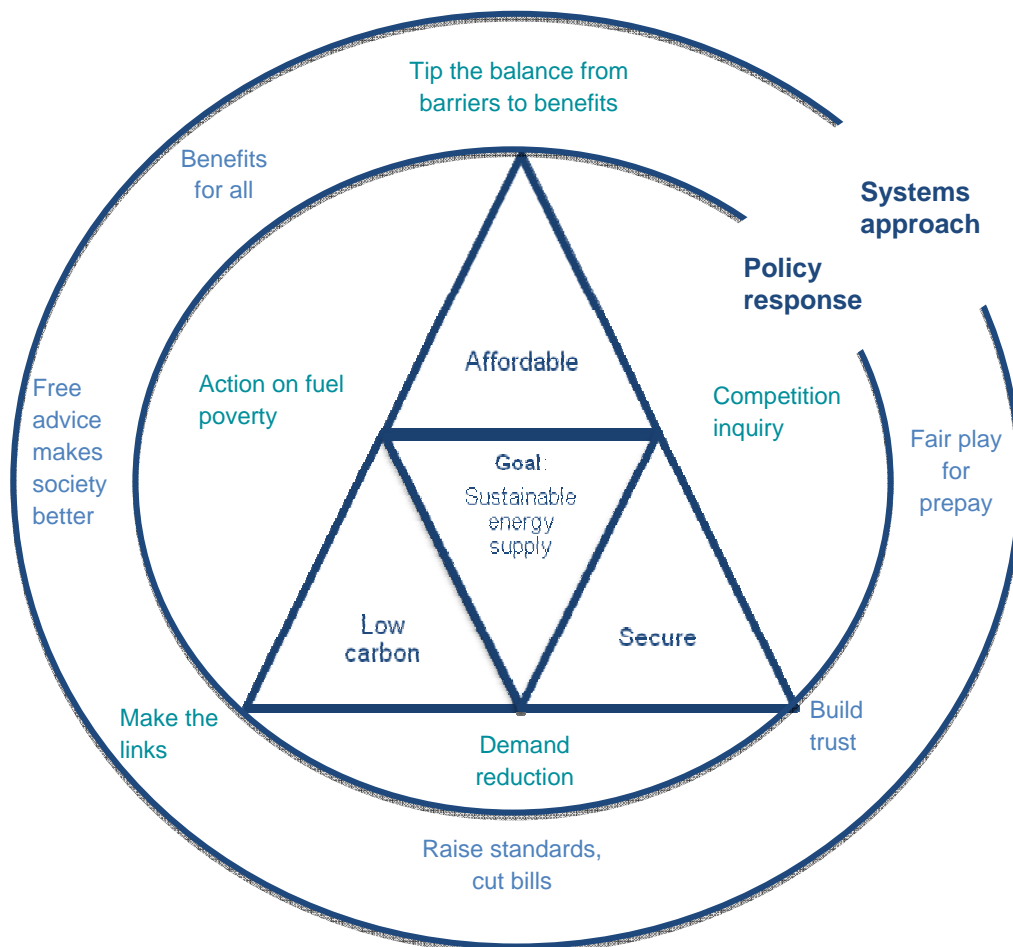 Tip the balance from
barriers to benefits
Benefits
for all
Systems
approach
Policy
response
Affordable
Action on fuel
poverty
Competition
inquiry
Free
advice
makes
society
better
Fair play
for
prepay
Goal:
Sustainable
energy
supply
Low
carbon
Secure
Make the
links
Build
trust
Demand
reduction
Raise standards,
cut bills